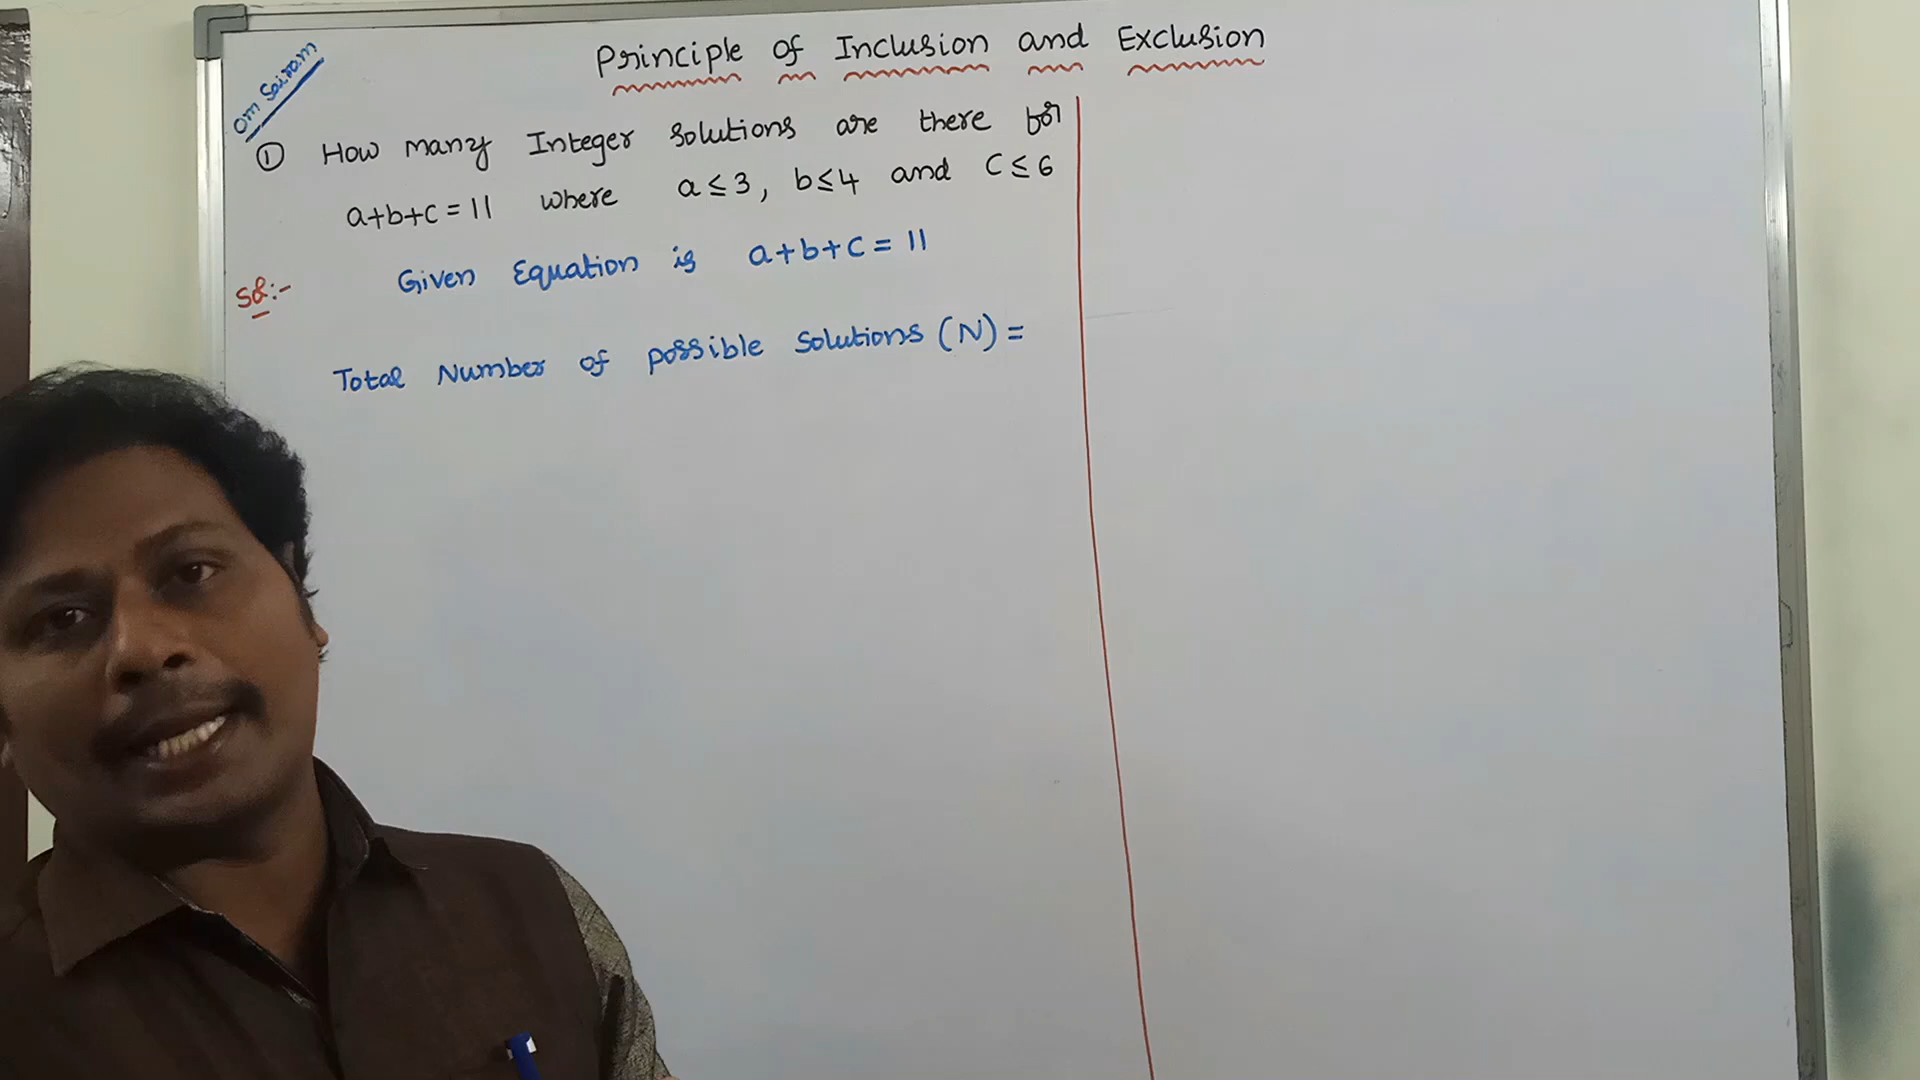 Om Sairam
Principle of Inclusion and Exclusion
① How many Integer solutions are there for
a+b+c = 11 where a ≤ 3, b ≤ 4 and c ≤ 6
Sol:- Given Equation is a+b+c = 11
Total Number of possible solutions (N) =